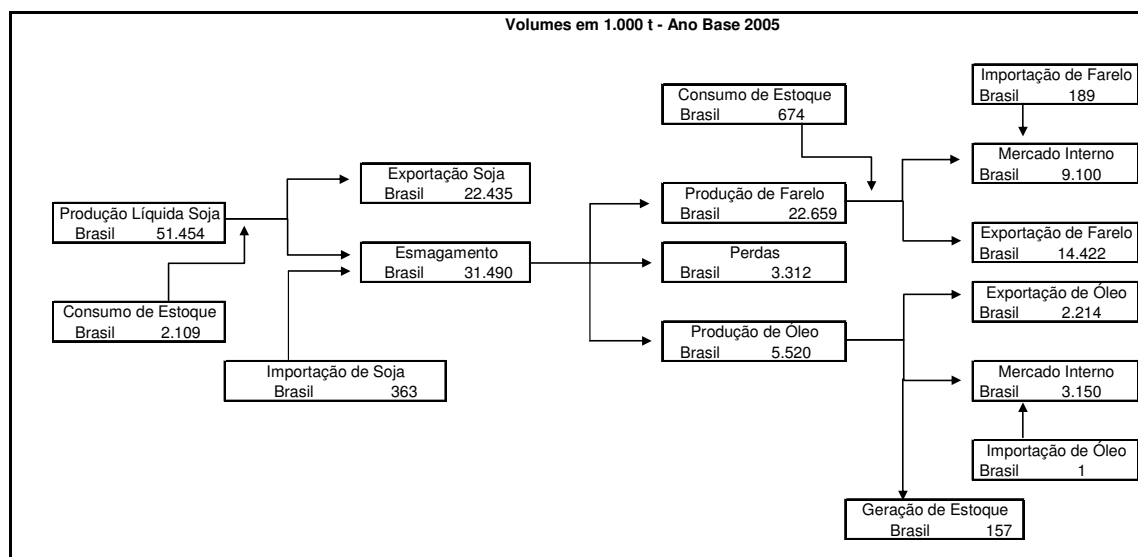 Volumes em 1.000 t - Ano Base 2005
Importação de Farelo
Brasil 189
Consumo de Estoque
Brasil 674
Mercado Interno
Brasil 9.100
Exportação Soja
Brasil 22.435
Produção de Farelo
Brasil 22.659
Produção Líquida Soja
Brasil 51.454
Exportação de Farelo
Brasil 14.422
Esmagamento
Brasil 31.490
Perdas
Brasil 3.312
Exportação de Óleo
Brasil 2.214
Consumo de Estoque
Brasil 2.109
Produção de Óleo
Brasil 5.520
Importação de Soja
Brasil 363
Mercado Interno
Brasil 3.150
Importação de Óleo
Brasil 1
Geração de Estoque
Brasil 157